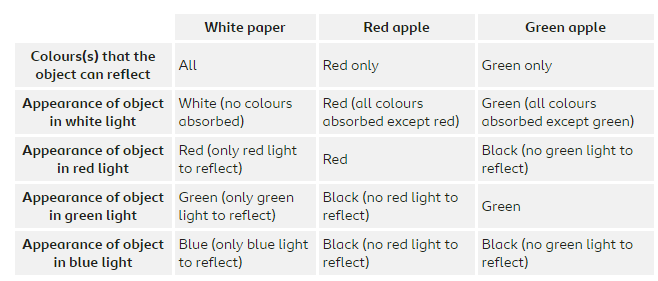 White paper Red apple Green apple
Colours(s) that the
object can reflect
All
Red only
Green only
Appearance of object
in white light
White (no colours
absorbed)
Red (all colours
absorbed except red)
Green (all colours
absorbed except green)
Appearance of object
in red light
Red (only red light
to reflect)
Red
Black (no green light to
reflect)
Appearance of object
in green light
Green (only green
light to reflect)
Black (no red light to
reflect)
Green
Appearance of object
in blue light
Blue (only blue light
to reflect)
Black (no red light to
reflect)
Black (no green light to
reflect)